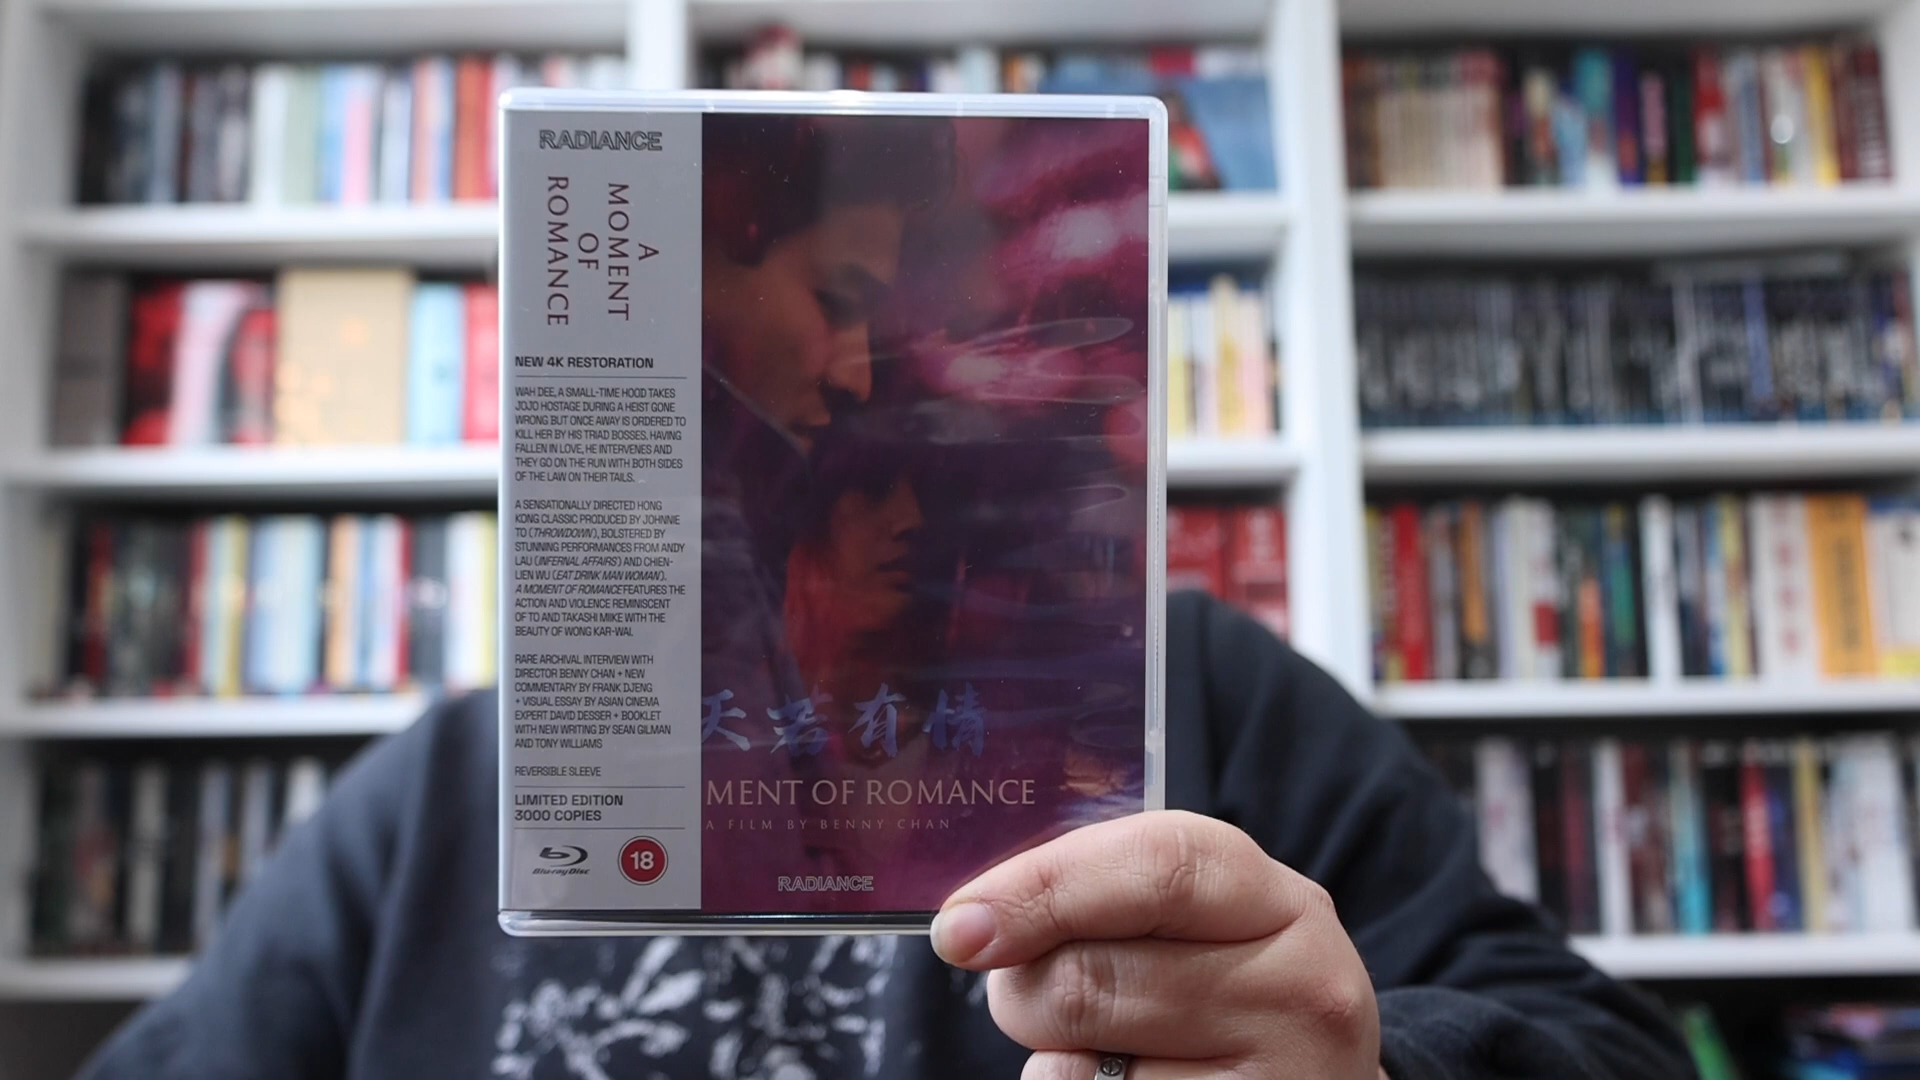 RADIANCE
A
MOMENT
OF
ROMANCE
NEW 4K RESTORATION
WAH DEE, A SMALL-TIME HOOD TAKES
JOJO HOSTAGE DURING A HEIST GONE
WRONG BUT ONCE AWAY IS ORDERED TO
KILL HER BY HIS TRIAD BOSSES. HAVING
FALLEN IN LOVE, HE INTERVENES AND
THEY GO ON THE RUN WITH BOTH SIDES
OF THE LAW ON THEIR TAILS.
A SENSATIONALLY DIRECTED HONG
KONG CLASSIC PRODUCED BY JOHNNIE
TO (THROWDOWN), BOLSTERED BY
STUNNING PERFORMANCES FROM ANDY
LAU (INFERNAL AFFAIRS) AND CHIEN-
LIEN WU (EAT DRINK MAN WOMAN).
A MOMENT OF ROMANCE FEATURES THE
ACTION AND VIOLENCE REMINISCENT
OF TO AND TAKASHI MIIKE WITH THE
BEAUTY OF WONG KAR-WAI.
RARE ARCHIVAL INTERVIEW WITH
DIRECTOR BENNY CHAN + NEW
COMMENTARY BY FRANK DJENG
+ VISUAL ESSAY BY ASIAN CINEMA
EXPERT DAVID DESSER + BOOKLET
WITH NEW WRITING BY SEAN GILMAN
AND TONY WILLIAMS
REVERSIBLE SLEEVE
LIMITED EDITION
3000 COPIES
Blu-ray Disc
18
天若有情
MENT OF ROMANCE
A FILM BY BENNY CHAN
RADIANCE